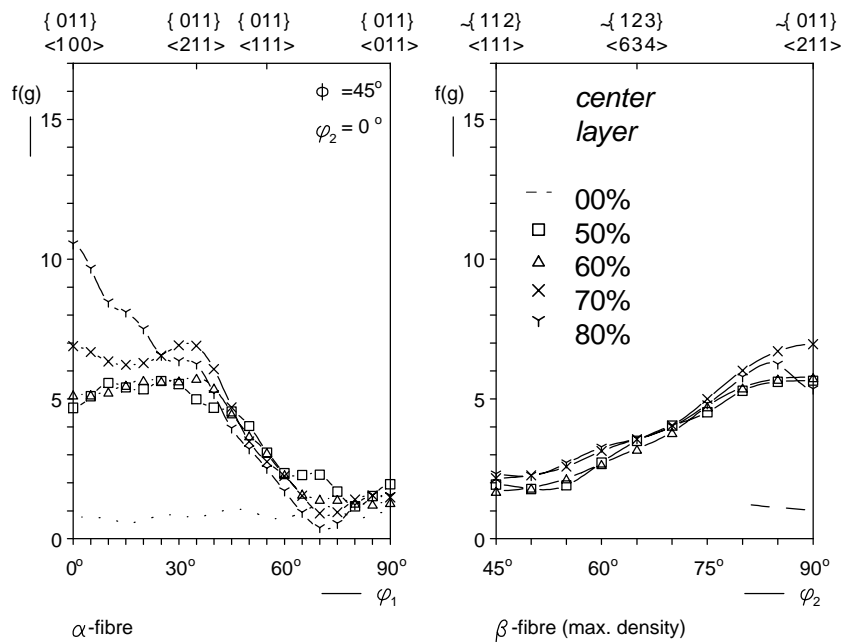 { 011} { 011} { 011} { 011}
<100> <211> <111> <011>
f(g)
ϕ =45°
φ₂ = 0 °
15
10
5
0
0° 30° 60° 90°
φ₁
α-fibre
~{ 112} ~{ 123} ~{ 011}
<111> <634> <211>
f(g)
center
layer
00%
50%
60%
70%
80%
15
10
5
0
45° 60° 75° 90°
φ₂
β-fibre (max. density)